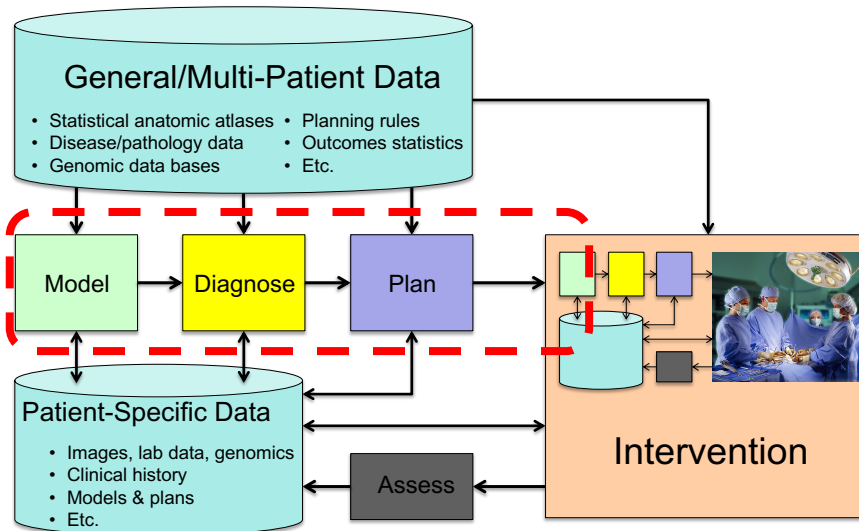 General/Multi-Patient Data
• Statistical anatomic atlases
• Disease/pathology data
• Genomic data bases
• Planning rules
• Outcomes statistics
• Etc.
Model
Diagnose
Plan
Patient-Specific Data
• Images, lab data, genomics
• Clinical history
• Models & plans
• Etc.
Assess
Intervention